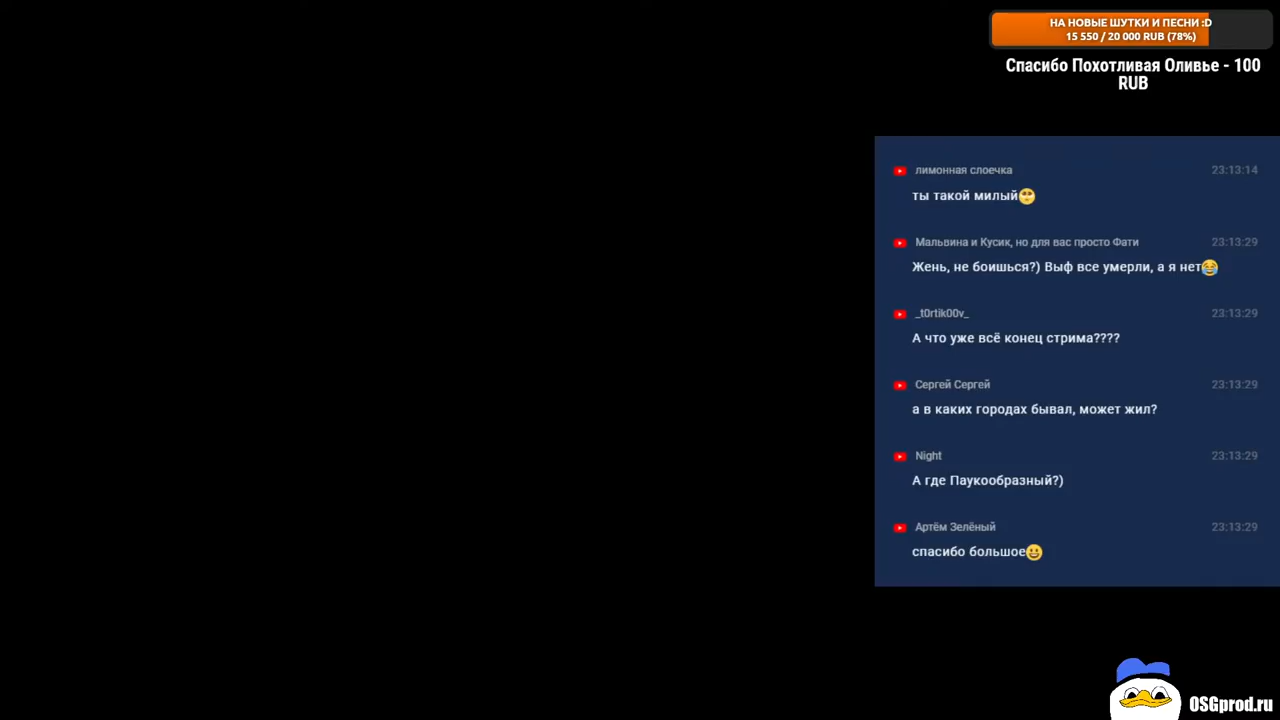 НА НОВЫЕ ШУТКИ И ПЕСНИ :D
15 550 / 20 000 RUB (78%)
Спасибо Похотливая Оливье - 100
RUB
лимонная слоечка 23:13:14
ты такой милый🥺
Мальвина и Кусик, но для вас просто Фати 23:13:29
Жень, не боишься?) Выф все умерли, а я нет😂
_t0rtik00v_ 23:13:29
А что уже всё конец стрима????
Сергей Сергей 23:13:29
а в каких городах бывал, может жил?
Night 23:13:29
А где Паукообразный?)
Артём Зелёный 23:13:29
спасибо большое😀
OSGprod.ru